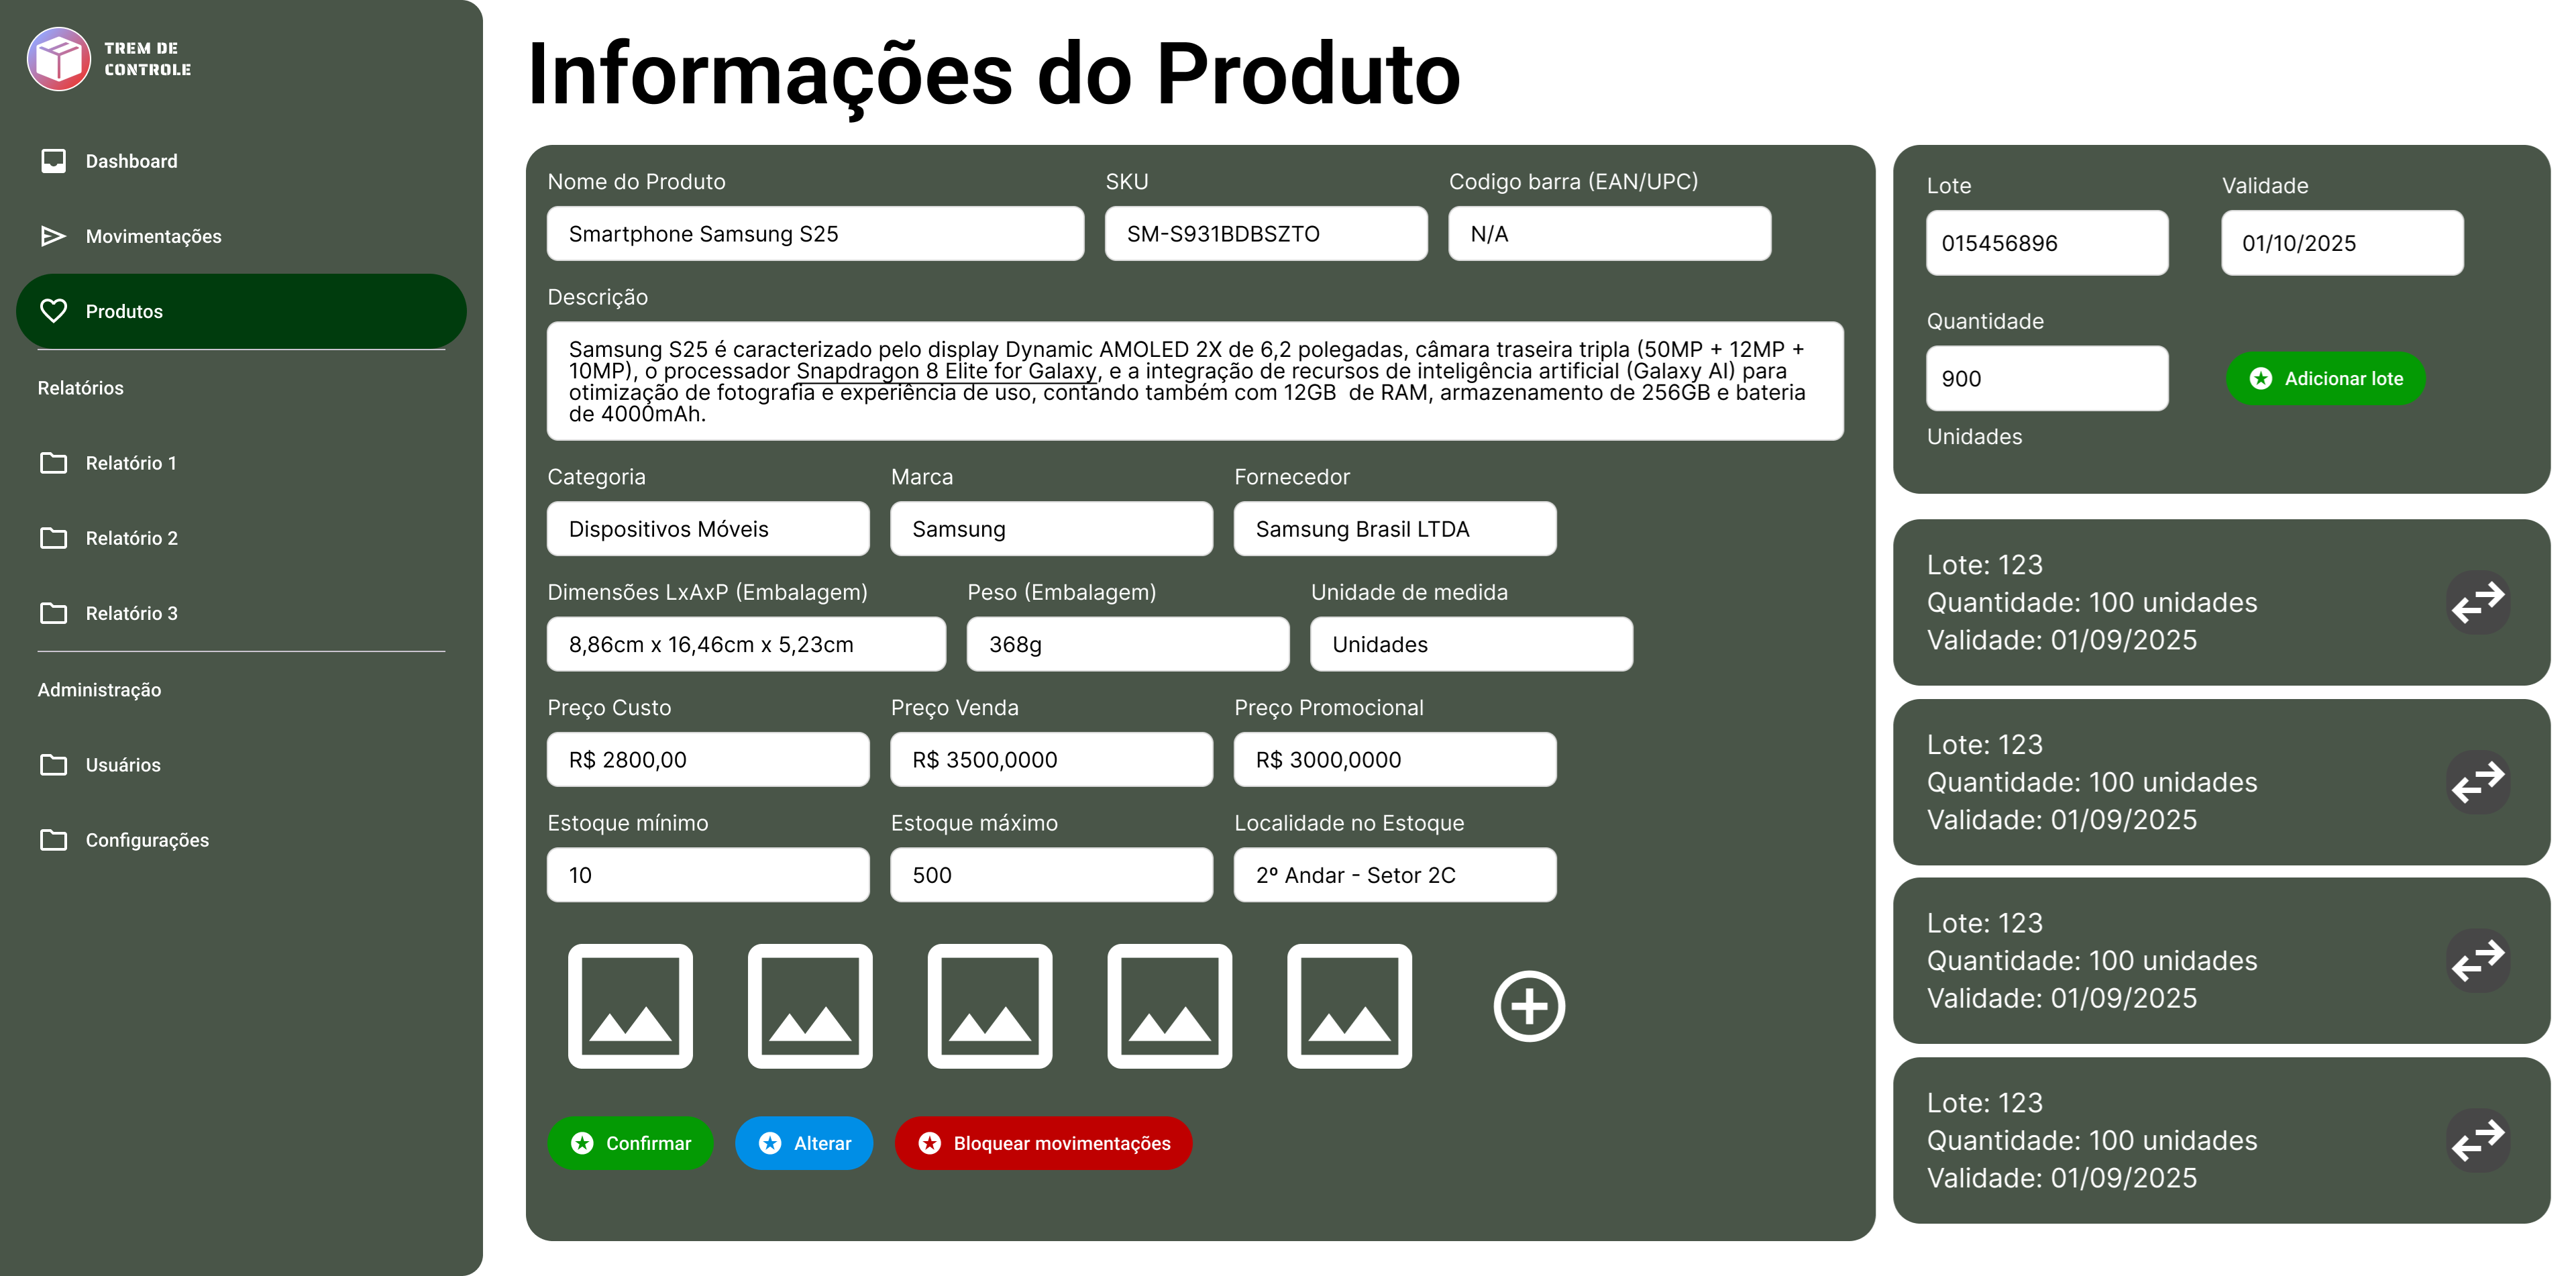 TREM DE
CONTROLE
Dashboard
Movimentações
Produtos
Relatórios
Relatório 1
Relatório 2
Relatório 3
Administração
Usuários
Configurações
Informações do Produto
Nome do Produto
SKU
Codigo barra (EAN/UPC)
Smartphone Samsung S25
SM-S931BDBSZTO
N/A
Descrição
Samsung S25 é caracterizado pelo display Dynamic AMOLED 2X de 6,2 polegadas, câmara traseira tripla (50MP + 12MP +
10MP), o processador Snapdragon 8 Elite for Galaxy, e a integração de recursos de inteligência artificial (Galaxy AI) para
otimização de fotografia e experiência de uso, contando também com 12GB  de RAM, armazenamento de 256GB e bateria
de 4000mAh.
Categoria
Marca
Fornecedor
Dispositivos Móveis
Samsung
Samsung Brasil LTDA
Dimensões LxAxP (Embalagem)
Peso (Embalagem)
Unidade de medida
8,86cm x 16,46cm x 5,23cm
368g
Unidades
Preço Custo
Preço Venda
Preço Promocional
R$ 2800,00
R$ 3500,0000
R$ 3000,0000
Estoque mínimo
Estoque máximo
Localidade no Estoque
10
500
2º Andar - Setor 2C
Confirmar
Alterar
Bloquear movimentações
Lote
Validade
015456896
01/10/2025
Quantidade
900
Adicionar lote
Unidades
Lote: 123
Quantidade: 100 unidades
Validade: 01/09/2025
Lote: 123
Quantidade: 100 unidades
Validade: 01/09/2025
Lote: 123
Quantidade: 100 unidades
Validade: 01/09/2025
Lote: 123
Quantidade: 100 unidades
Validade: 01/09/2025